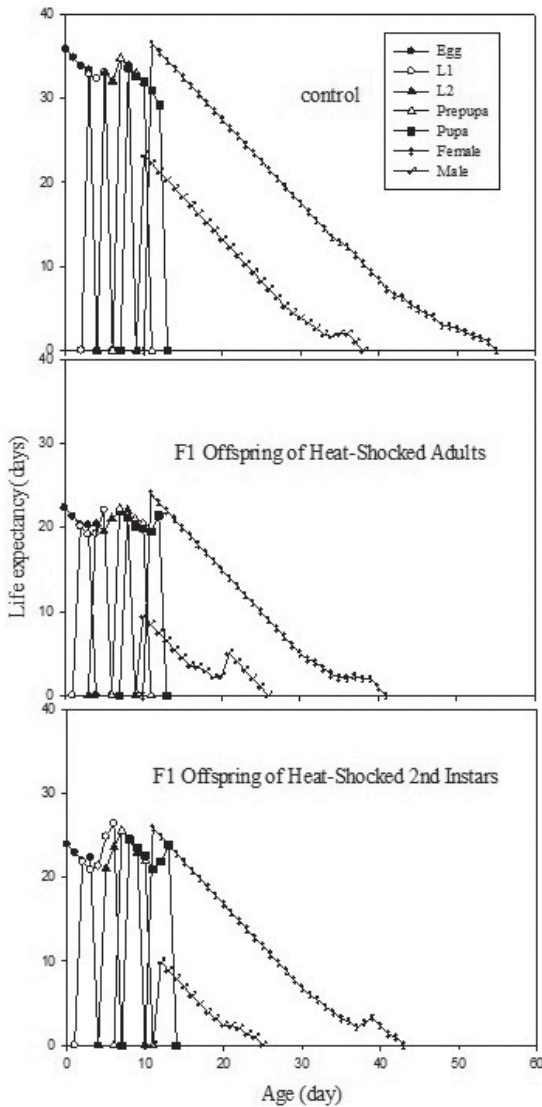 40
30
20
10
0
control
Egg
L1
L2
Prepupa
Pupa
Female
Male
40
30
20
10
0
F1 Offspring of Heat-Shocked Adults
Life expectancy (days)
40
30
20
10
0
F1 Offspring of Heat-Shocked 2nd Instars
0 10 20 30 40 50 60
Age (day)